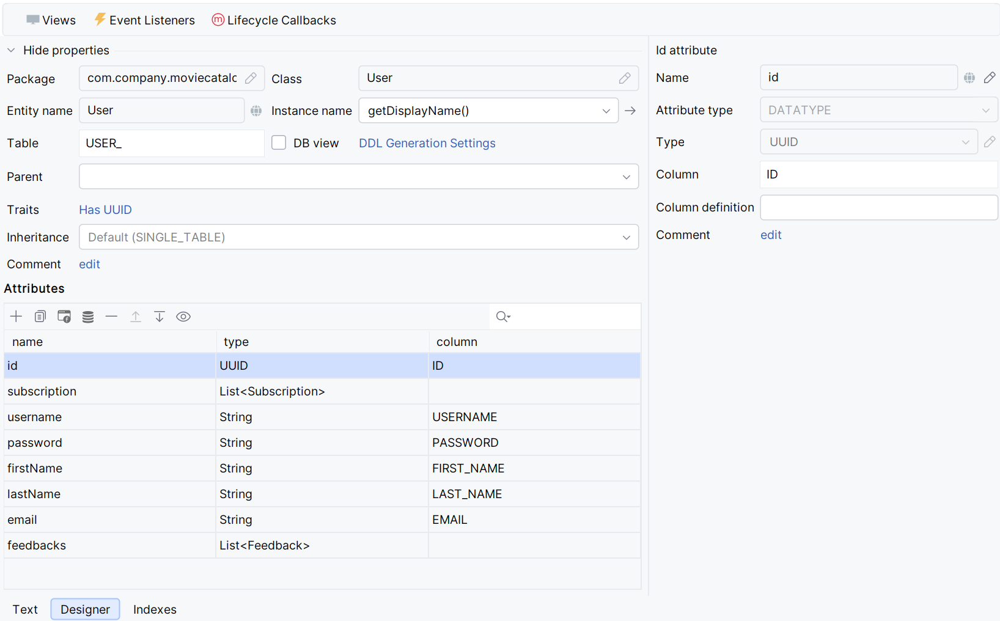 Views Event Listeners Lifecycle Callbacks
Hide properties
Package com.company.moviecatalc Class User
Entity name User Instance name getDisplayName()
Table USER_ DB view DDL Generation Settings
Parent
Traits Has UUID
Inheritance Default (SINGLE_TABLE)
Comment edit
Attributes
name type column
id UUID ID
subscription List<Subscription>
username String USERNAME
password String PASSWORD
firstName String FIRST_NAME
lastName String LAST_NAME
email String EMAIL
feedbacks List<Feedback>
Text Designer Indexes
Id attribute
Name id
Attribute type DATATYPE
Type UUID
Column ID
Column definition
Comment edit